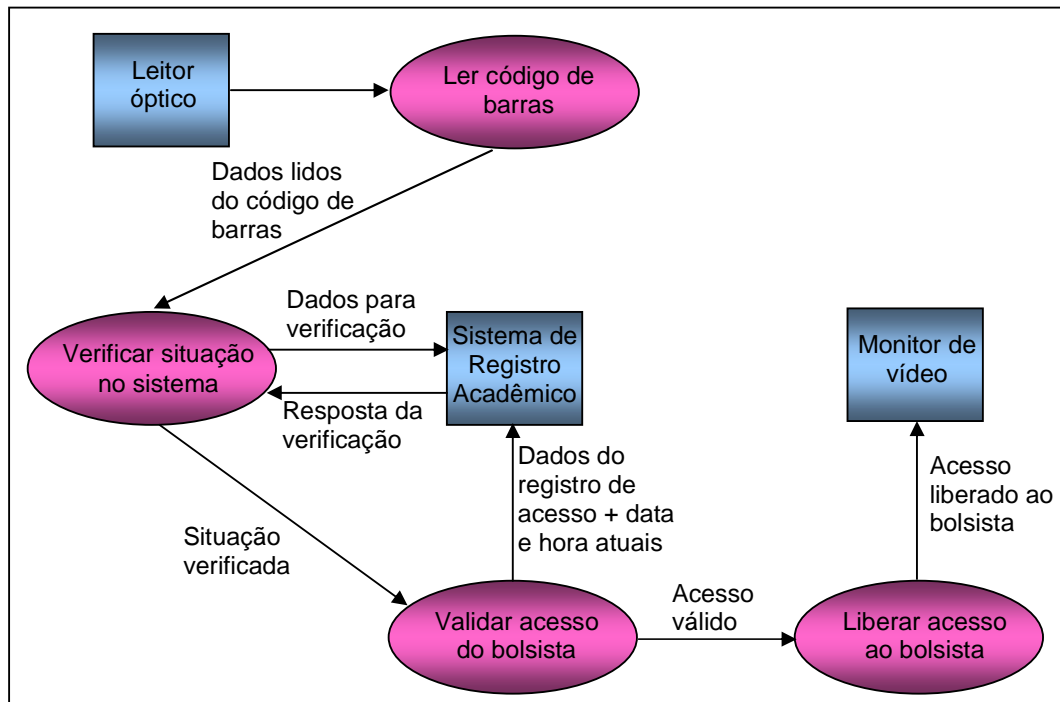 Leitor
óptico
Ler código de
barras
Dados lidos
do código de
barras
Dados para
verificação
Verificar situação
no sistema
Sistema de
Registro
Acadêmico
Monitor de
vídeo
Resposta da
verificação
Dados do
registro de
acesso + data
e hora atuais
Acesso
liberado ao
bolsista
Situação
verificada
Validar acesso
do bolsista
Acesso
válido
Liberar acesso
ao bolsista